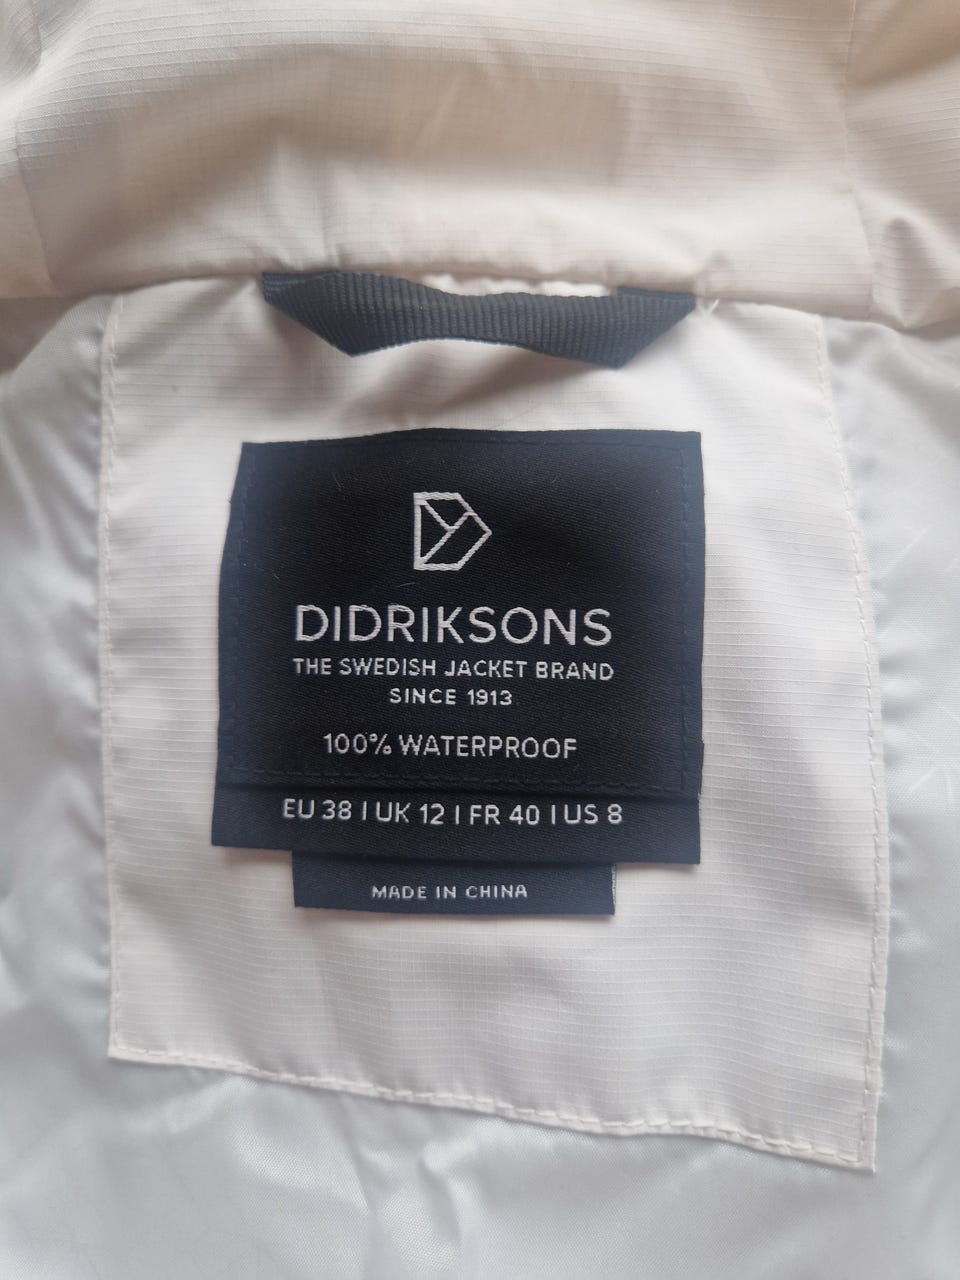 DIDRIKSONS
THE SWEDISH JACKET BRAND
SINCE 1913
100% WATERPROOF
EU 38 | UK 12 | FR 40 | US 8
MADE IN CHINA